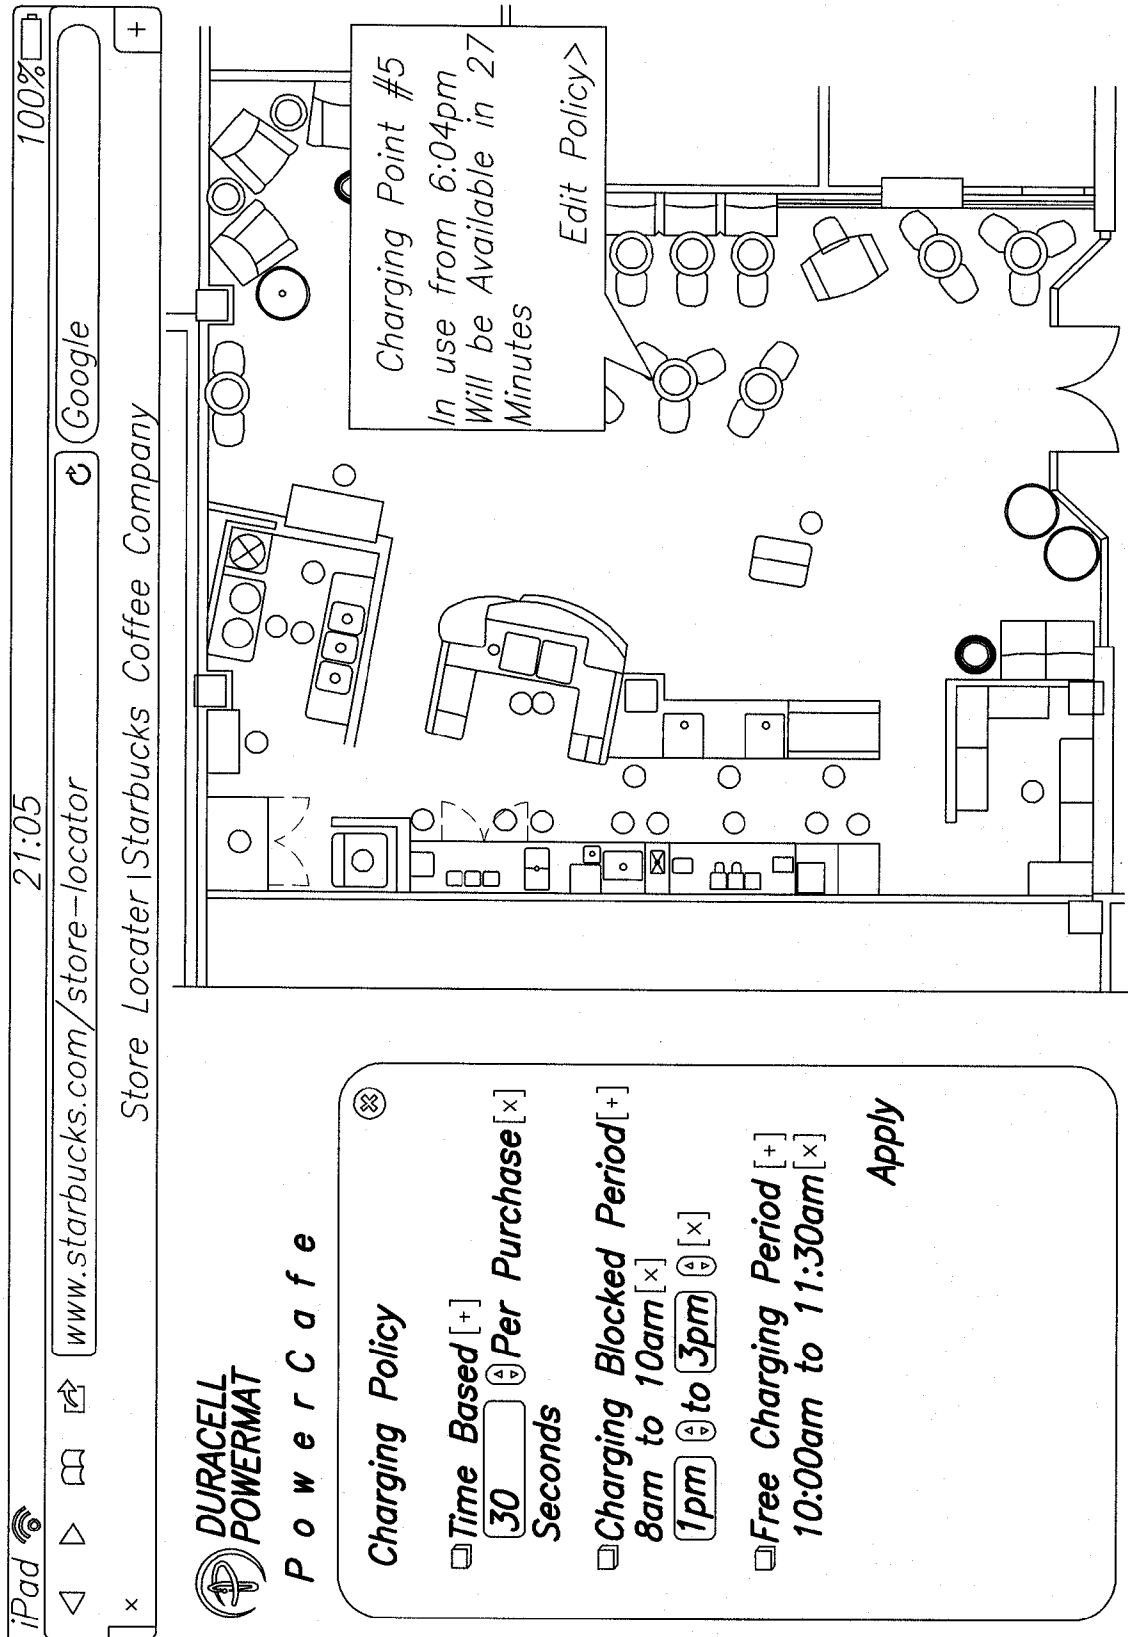 iPad
21:05
100%
www.starbucks.com/store-locator
Google
×
Store Locater | Starbucks Coffee Company
+
DURACELL
POWERMAT
PowerCafe
Charging Policy
Time Based [+]
30 Per Purchase [x]
Seconds
Charging Blocked Period [+]
8am to 10am [x]
1pm to 3pm [x]
Free Charging Period [+]
10:00am to 11:30am [x]
Apply
Charging Point #5
In use from 6:04pm
Will be Available in 27
Minutes
Edit Policy>